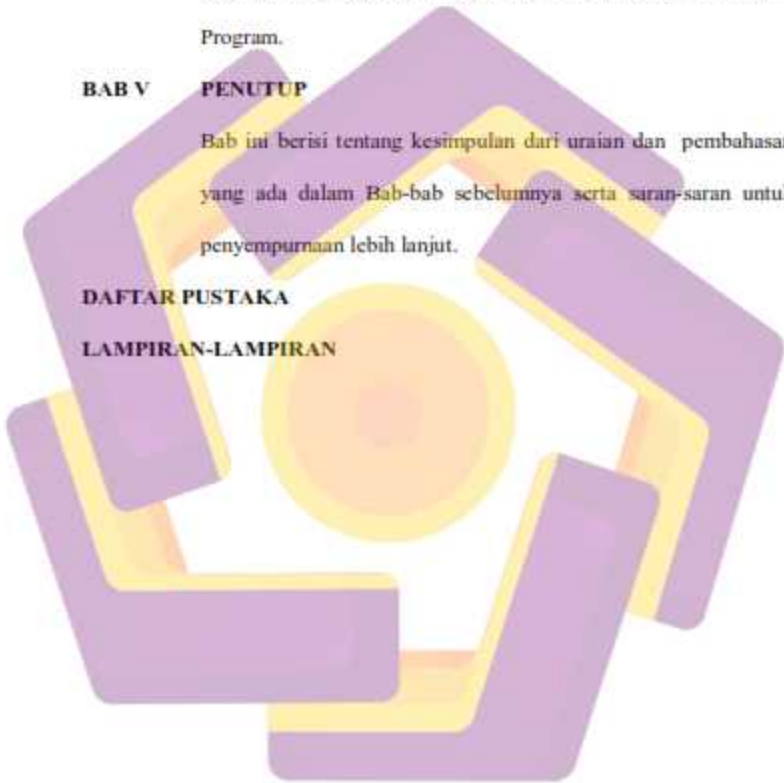 Program.
BAB V PENUTUP
Bab ini berisi tentang kesimpulan dari uraian dan pembahasan
yang ada dalam Bab-bab sebelumnya serta saran-saran untuk
penyempurnaan lebih lanjut.
DAFTAR PUSTAKA
LAMPIRAN-LAMPIRAN